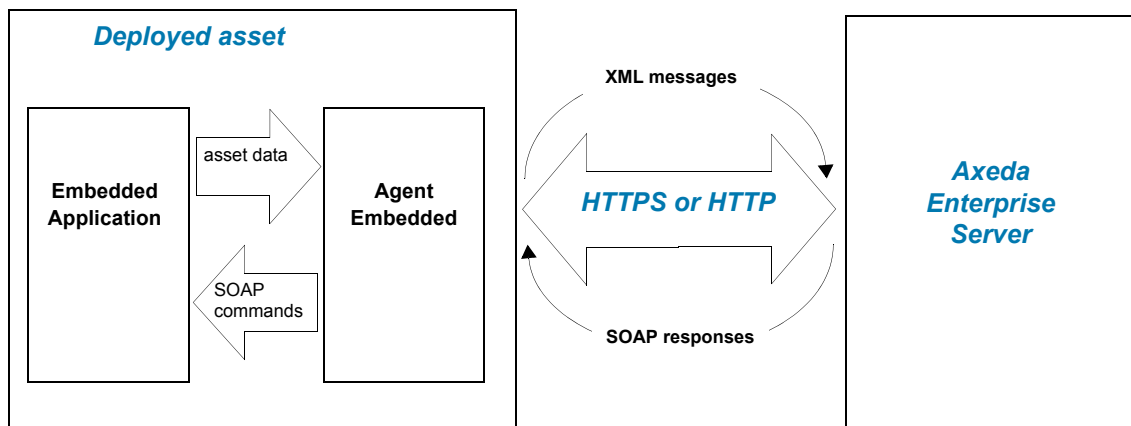 Deployed asset
XML messages
asset data
Embedded
Application
Agent
Embedded
HTTPS or HTTP
Axeda
Enterprise
Server
SOAP
commands
SOAP responses